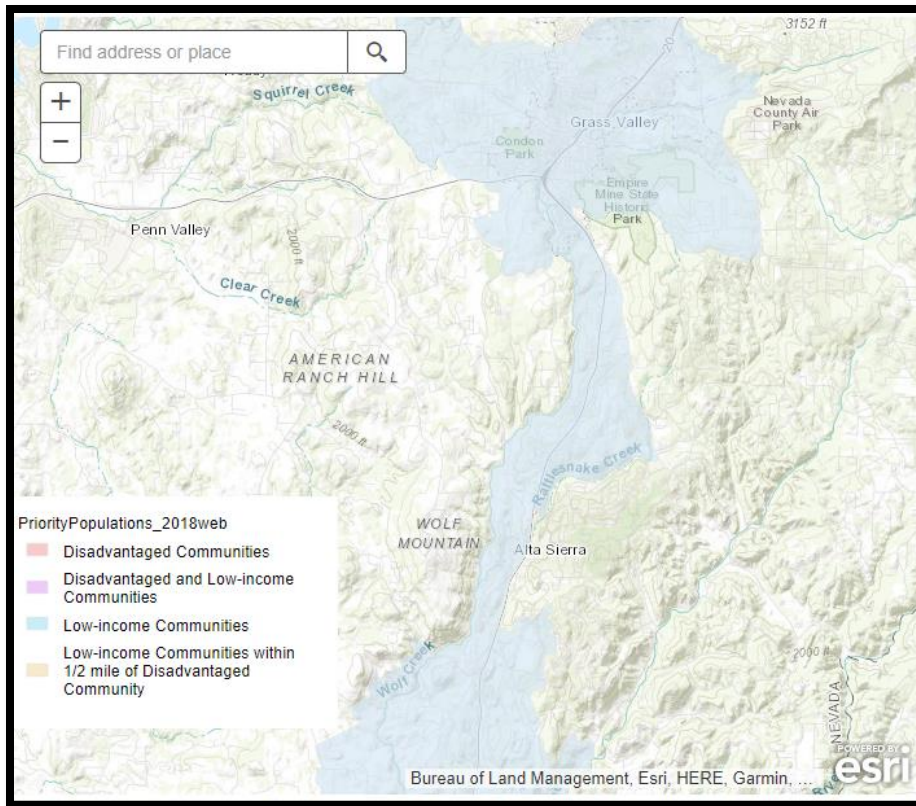 Find address or place
3152 ft
20
Squirrel Creek
Nevada
County Air
Park
Grass Valley
Condon
Park
Empire
Mine State
Historic
Park
Penn Valley
2000 ft
Clear Creek
AMERICAN
RANCH HILL
2000 ft
Rattlesnake Creek
WOLF
MOUNTAIN
Alta Sierra
PriorityPopulations_2018web
Disadvantaged Communities
Disadvantaged and Low-income
Communities
Low-income Communities
Low-income Communities within
1/2 mile of Disadvantaged
Community
Wolf Creek
2000 ft
NEVADA
POWERED BY
esri
Bureau of Land Management, Esri, HERE, Garmin, ...